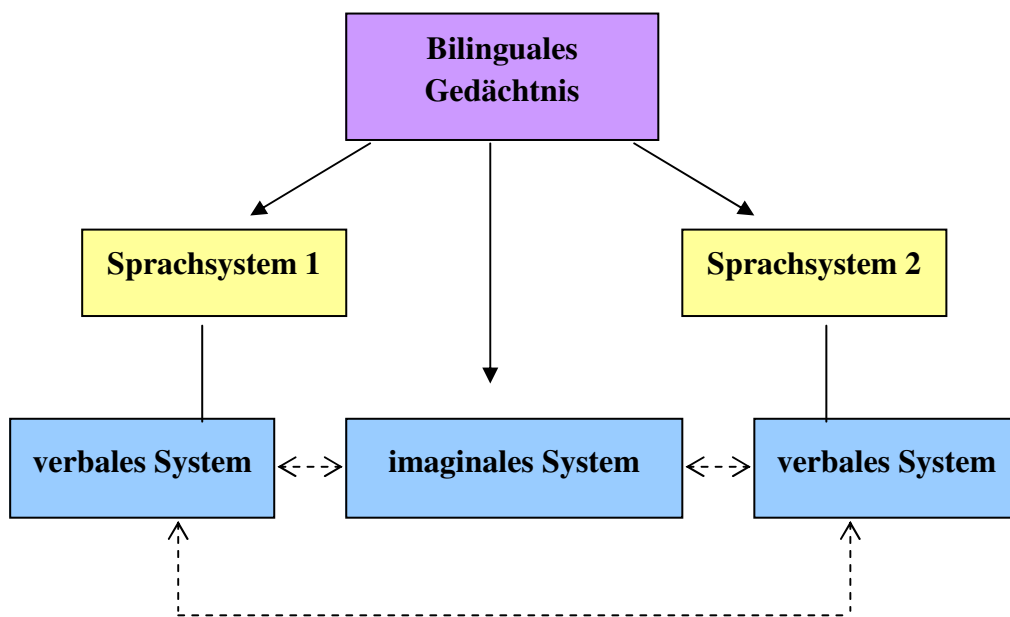 Bilinguales
Gedächtnis
Sprachsystem 1
Sprachsystem 2
verbales System
imaginales System
verbales System